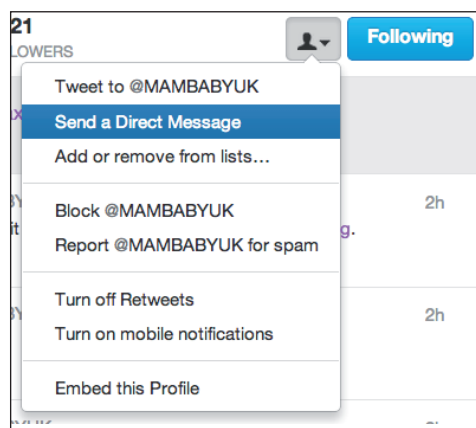 21
LOWERS
Following
Tweet to @MAMBABYUK
Send a Direct Message
Add or remove from lists...
Block @MAMBABYUK
2h
it
g.
Report @MAMBABYUK for spam
Turn off Retweets
2h
Turn on mobile notifications
Embed this Profile